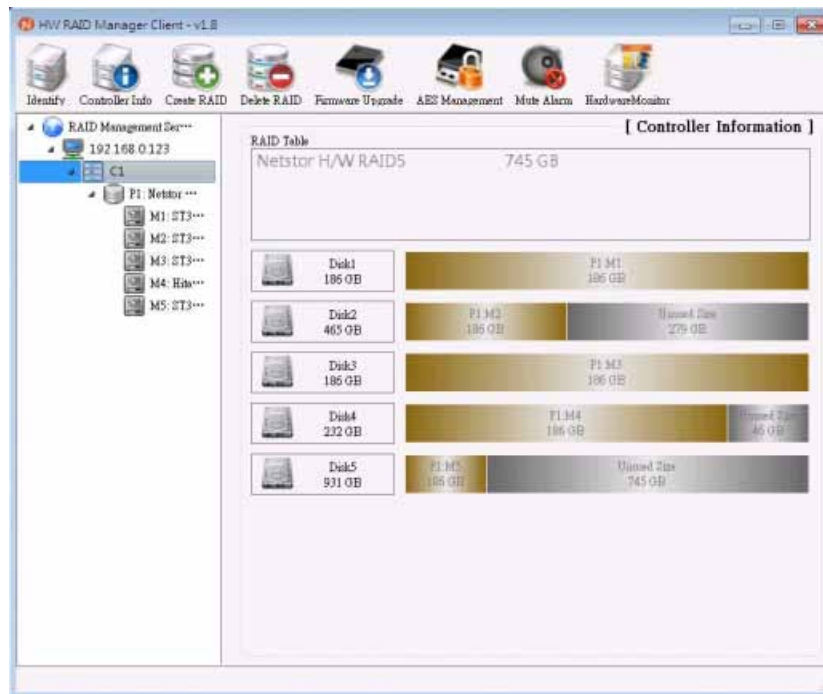 HW RAID Manager Client - v1.8
Identify
Controller Info
Create RAID
Delete RAID
Firmware Upgrade
AES Management
Mute Alarm
HardwareMonitor
RAID Management Ser···
192.168.0.123
C1
P1: Netstor ···
M1: ST3···
M2: ST3···
M3: ST3···
M4: Hita···
M5: ST3···
[ Controller Information ]
RAID Table
Netstor H/W RAID5 745 GB
Disk1
186 GB
P1 M1
186 GB
Disk2
465 GB
P1 M2
186 GB
Unused Size
279 GB
Disk3
186 GB
P1 M3
186 GB
Disk4
232 GB
P1 M4
186 GB
Unused Size
46 GB
Disk5
931 GB
P1 M5
186 GB
Unused Size
745 GB